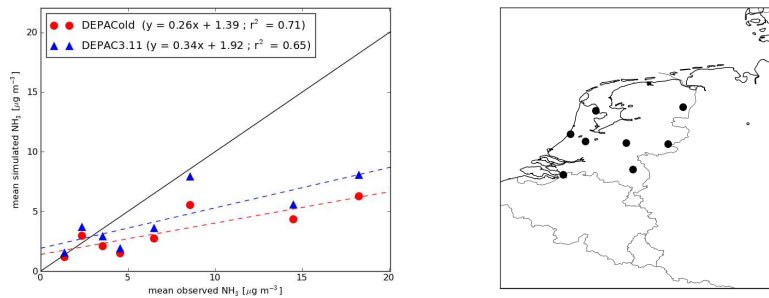 DEPACold (y = 0.26x + 1.39 ; r² = 0.71)
DEPAC3.11 (y = 0.34x + 1.92 ; r² = 0.65)
20
15
10
5
0
mean simulated NH₃ [μg m⁻³]
0 5 10 15 20
mean observed NH₃ [μg m⁻³]